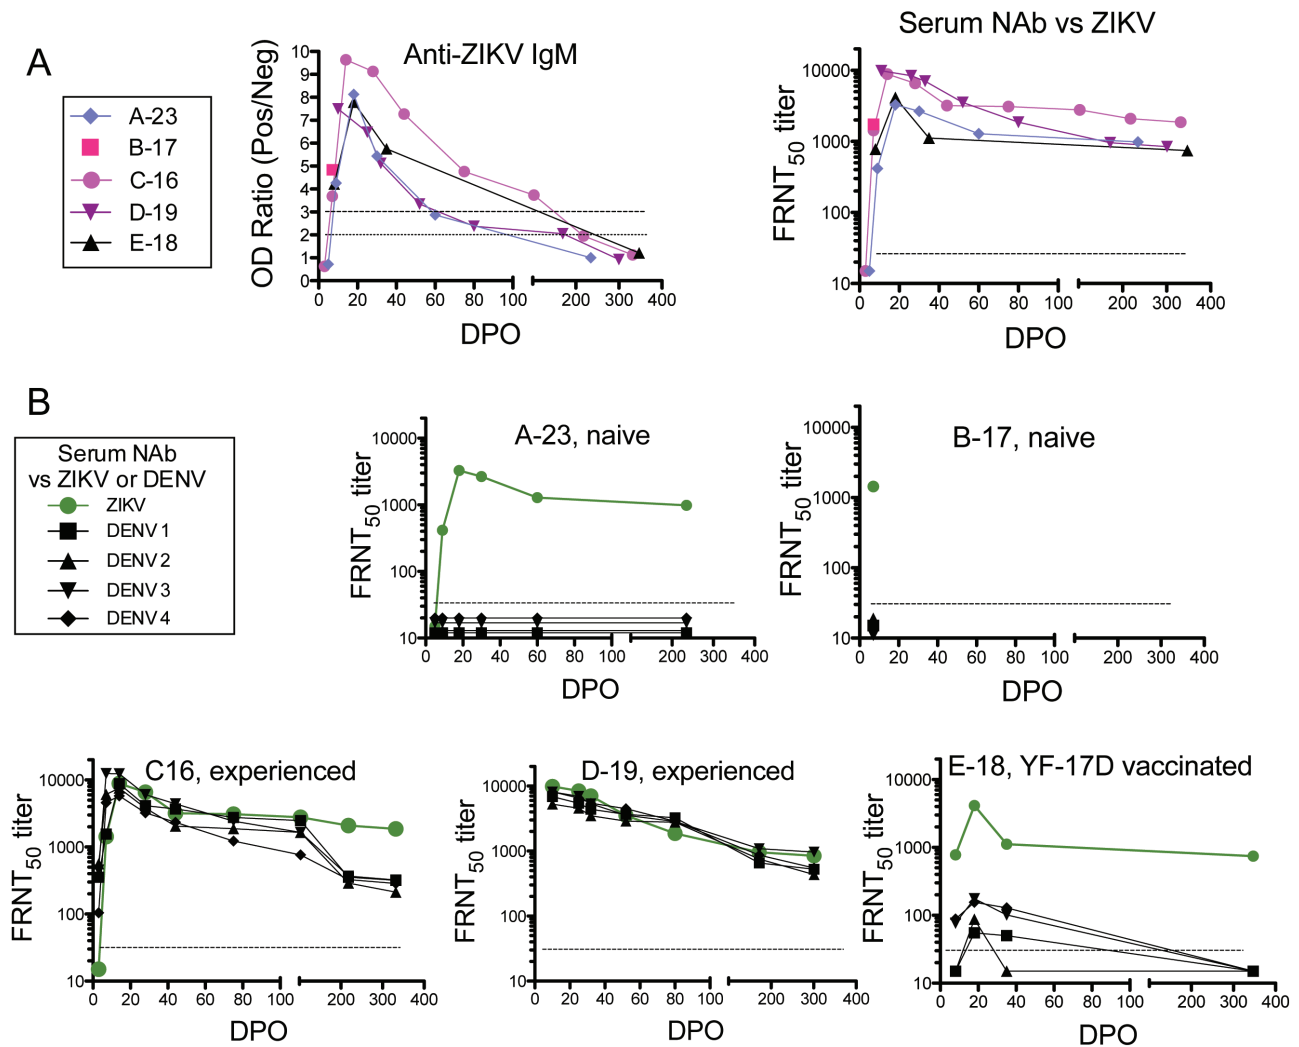 A
A-23
B-17
C-16
D-19
E-18
Anti-ZIKV IgM
OD Ratio (Pos/Neg)
10
9
8
7
6
5
4
3
2
1
0
0 20 40 60 80 100 200 300 400
DPO
Serum NAb vs ZIKV
FRNT50 titer
10000
1000
100
10
0 20 40 60 80 100 200 300 400
DPO
B
Serum NAb
vs ZIKV or DENV
ZIKV
DENV 1
DENV 2
DENV 3
DENV 4
A-23, naive
FRNT50 titer
10000
1000
100
10
0 20 40 60 80 100 200 300 400
DPO
B-17, naive
FRNT50 titer
10000
1000
100
10
0 20 40 60 80 100 200 300 400
DPO
C16, experienced
FRNT50 titer
10000
1000
100
10
0 20 40 60 80 100 200 300 400
DPO
D-19, experienced
FRNT50 titer
10000
1000
100
10
0 20 40 60 80 100 200 300 400
DPO
E-18, YF-17D vaccinated
FRNT50 titer
10000
1000
100
10
0 20 40 60 80 100 200 300 400
DPO